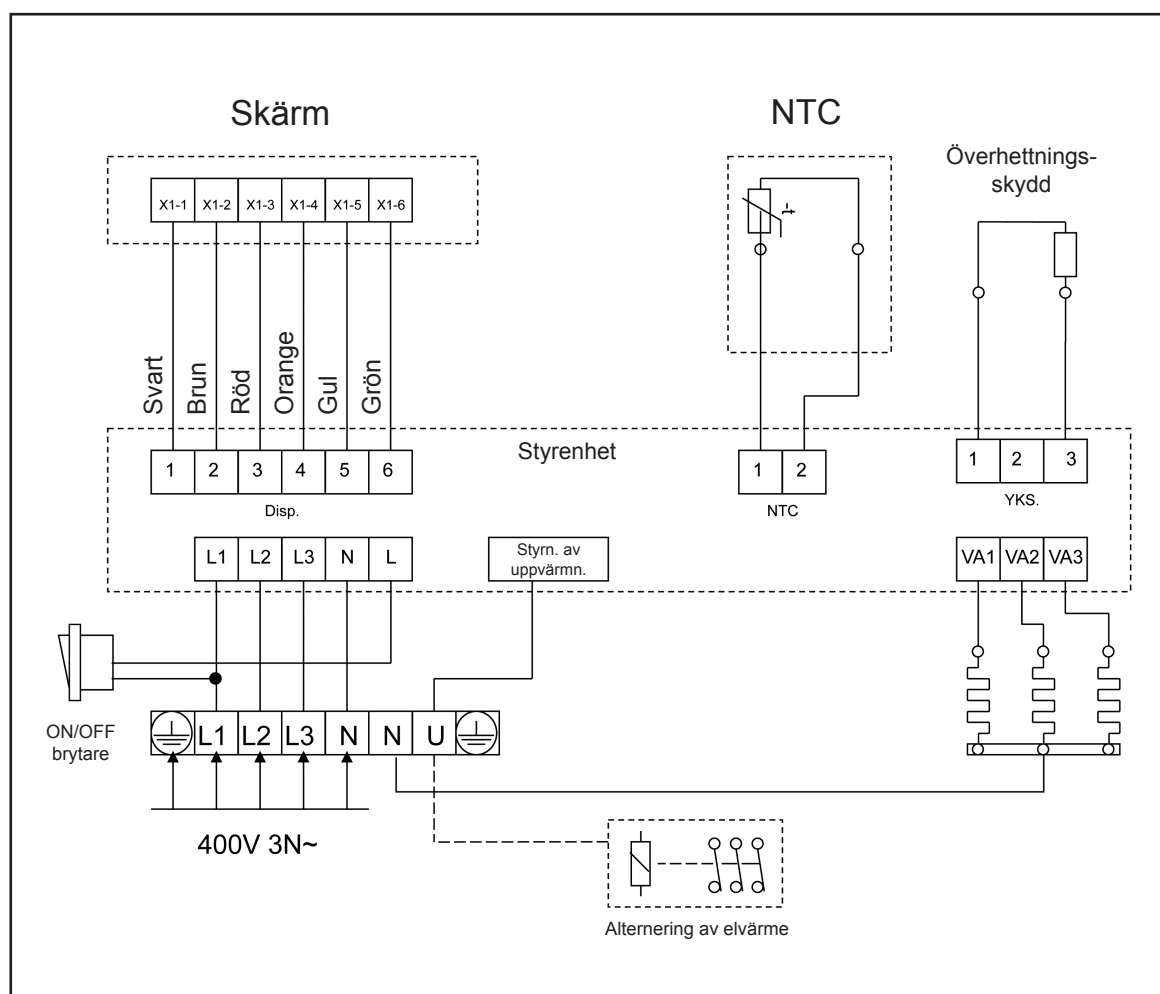 Skärm
NTC
Överhettnings-
skydd
X1-1 X1-2 X1-3 X1-4 X1-5 X1-6
-t
Svart
Brun
Röd
Orange
Gul
Grön
Styrenhet
1 2 3 4 5 6
Disp.
1 2
NTC
1 2 3
YKS.
L1 L2 L3 N L
Styrn. av
uppvärmn.
VA1 VA2 VA3
ON/OFF
brytare
L1 L2 L3 N N U
400V 3N~
Alternering av elvärme